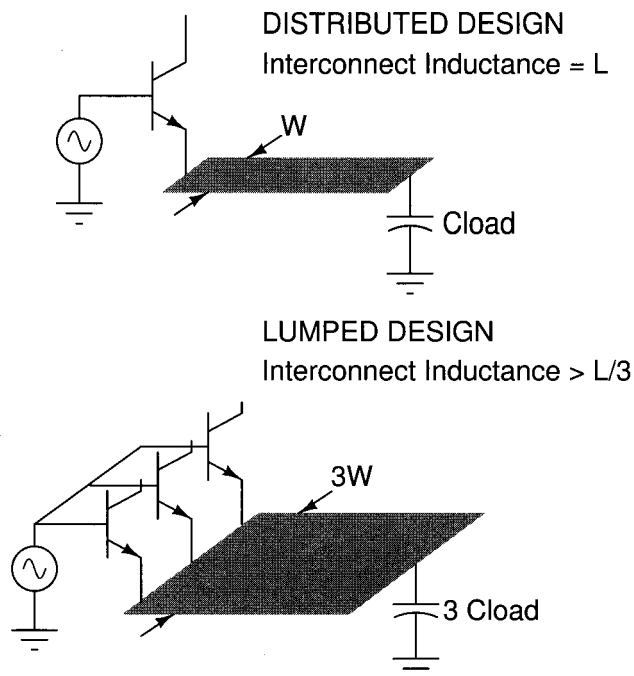 DISTRIBUTED DESIGN
Interconnect Inductance = L
W
Cload
LUMPED DESIGN
Interconnect Inductance > L/3
3W
3 Cload